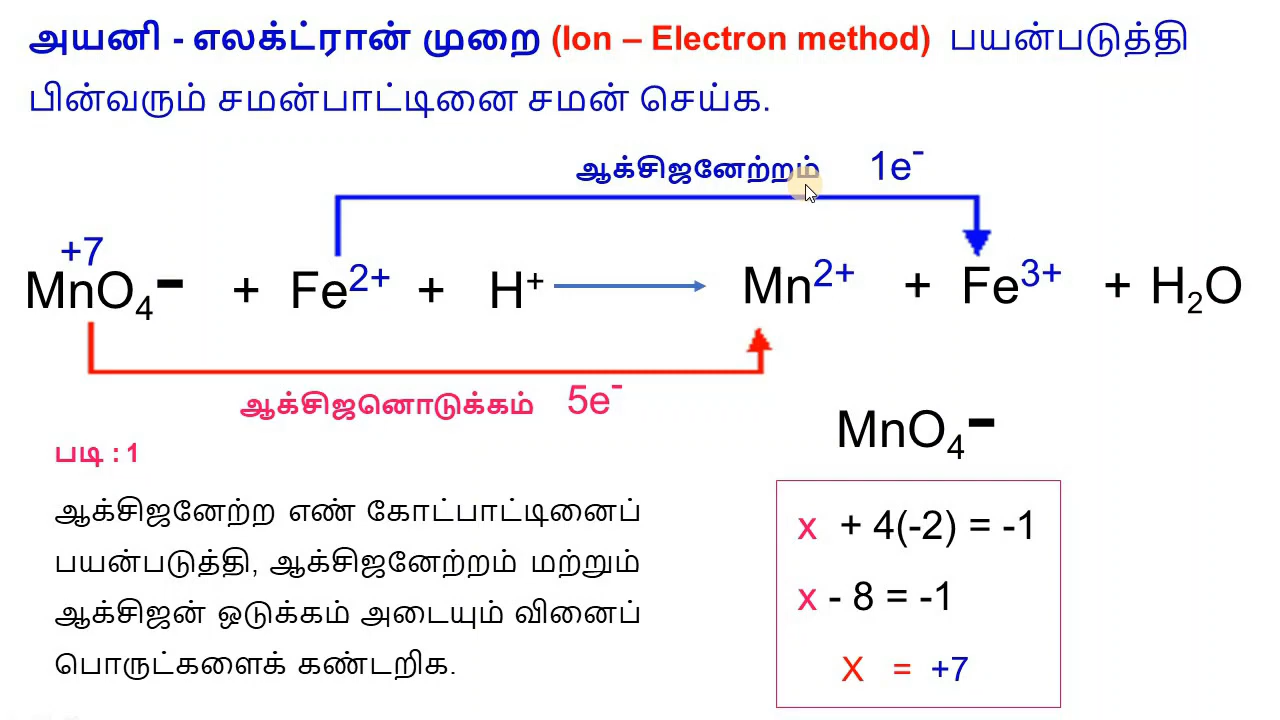 அயனி - எலக்ட்ரான் முறை (Ion – Electron method) பயன்படுத்தி
பின்வரும் சமன்பாட்டினை சமன் செய்க.
ஆக்சிஜனேற்றம் 1e⁻
+7
MnO₄⁻ + Fe²⁺ + H⁺ ⟶ Mn²⁺ + Fe³⁺ + H₂O
ஆக்சிஜனொடுக்கம் 5e⁻
MnO₄⁻
படி : 1
ஆக்சிஜனேற்ற எண் கோட்பாட்டினைப்
பயன்படுத்தி, ஆக்சிஜனேற்றம் மற்றும்
ஆக்சிஜன் ஒடுக்கம் அடையும் வினைப்
பொருட்களைக் கண்டறிக.
x + 4(-2) = -1
x - 8 = -1
X = +7